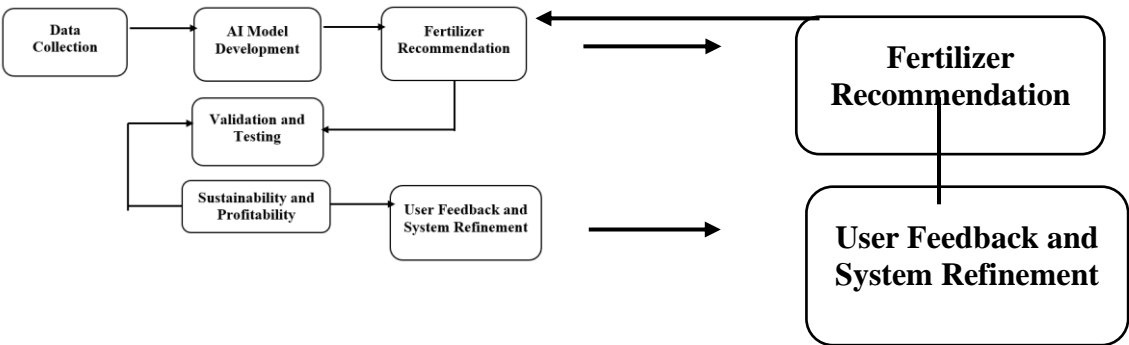 Data
Collection
AI Model
Development
Fertilizer
Recommendation
Fertilizer
Recommendation
Validation and
Testing
Sustainability and
Profitability
User Feedback and
System Refinement
User Feedback and
System Refinement